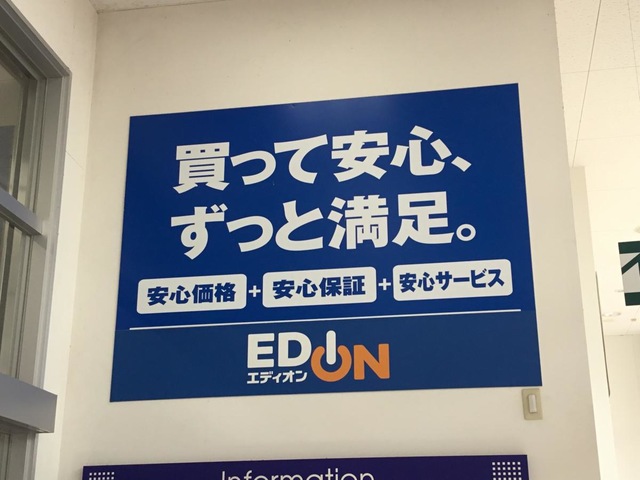 買って安心、
ずっと満足。
安心価格+安心保証+安心サービス
EDION
エディオン
Information